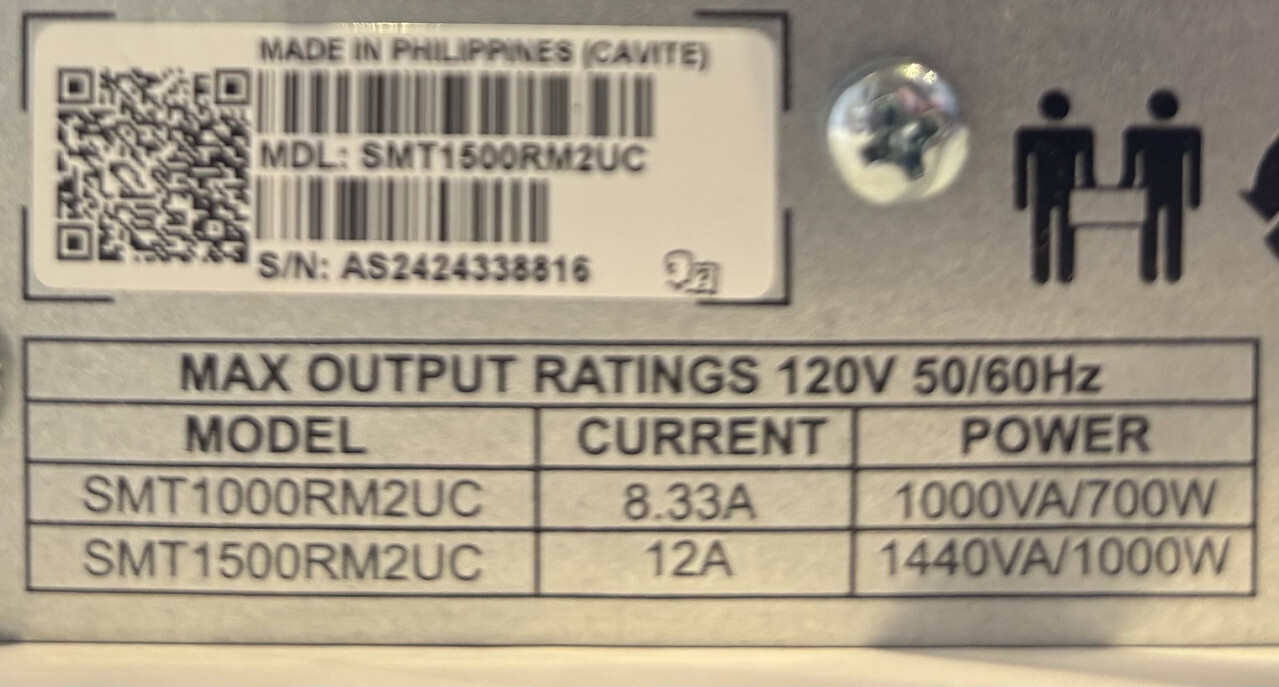 MADE IN PHILIPPINES (CAVITE)
MDL: SMT1500RM2UC
S/N: AS2424338816
MAX OUTPUT RATINGS 120V 50/60Hz
MODEL CURRENT POWER
SMT1000RM2UC 8.33A 1000VA/700W
SMT1500RM2UC 12A 1440VA/1000W